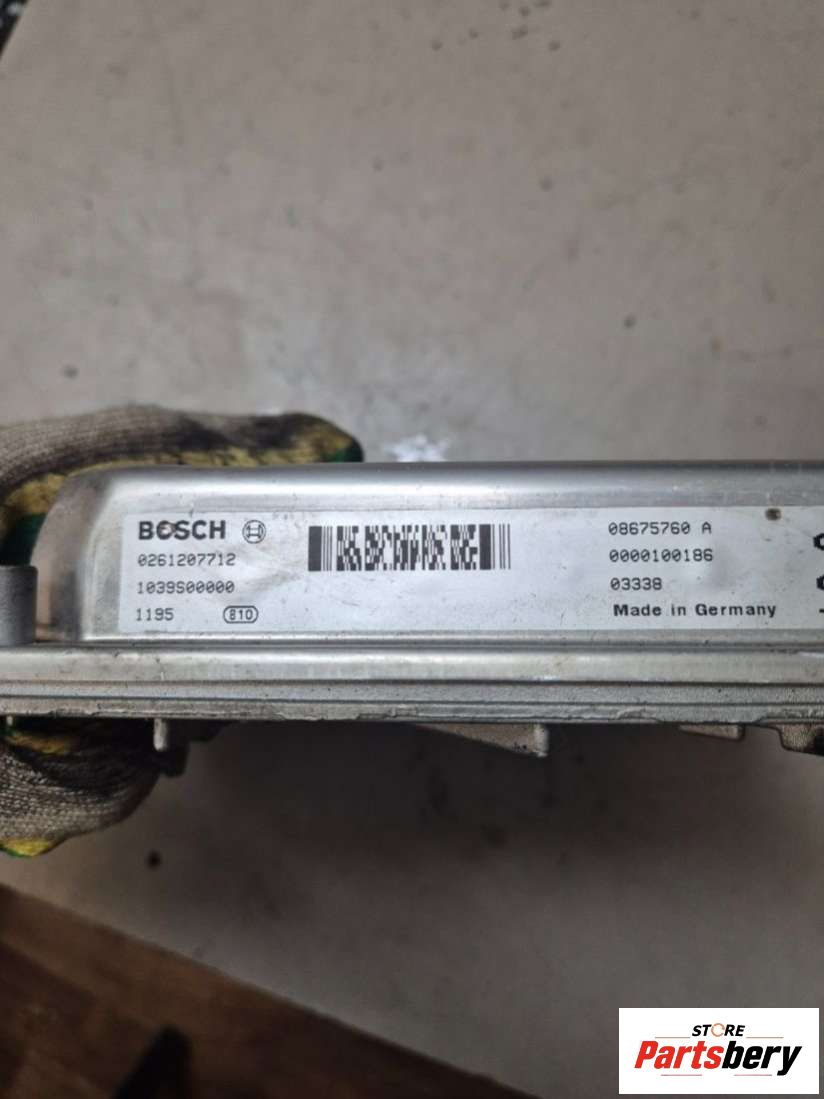 BOSCH
0261207712
1039S00000
1195 810
08675760 A
0000100186
03338
Made in Germany
STORE
Partsbery